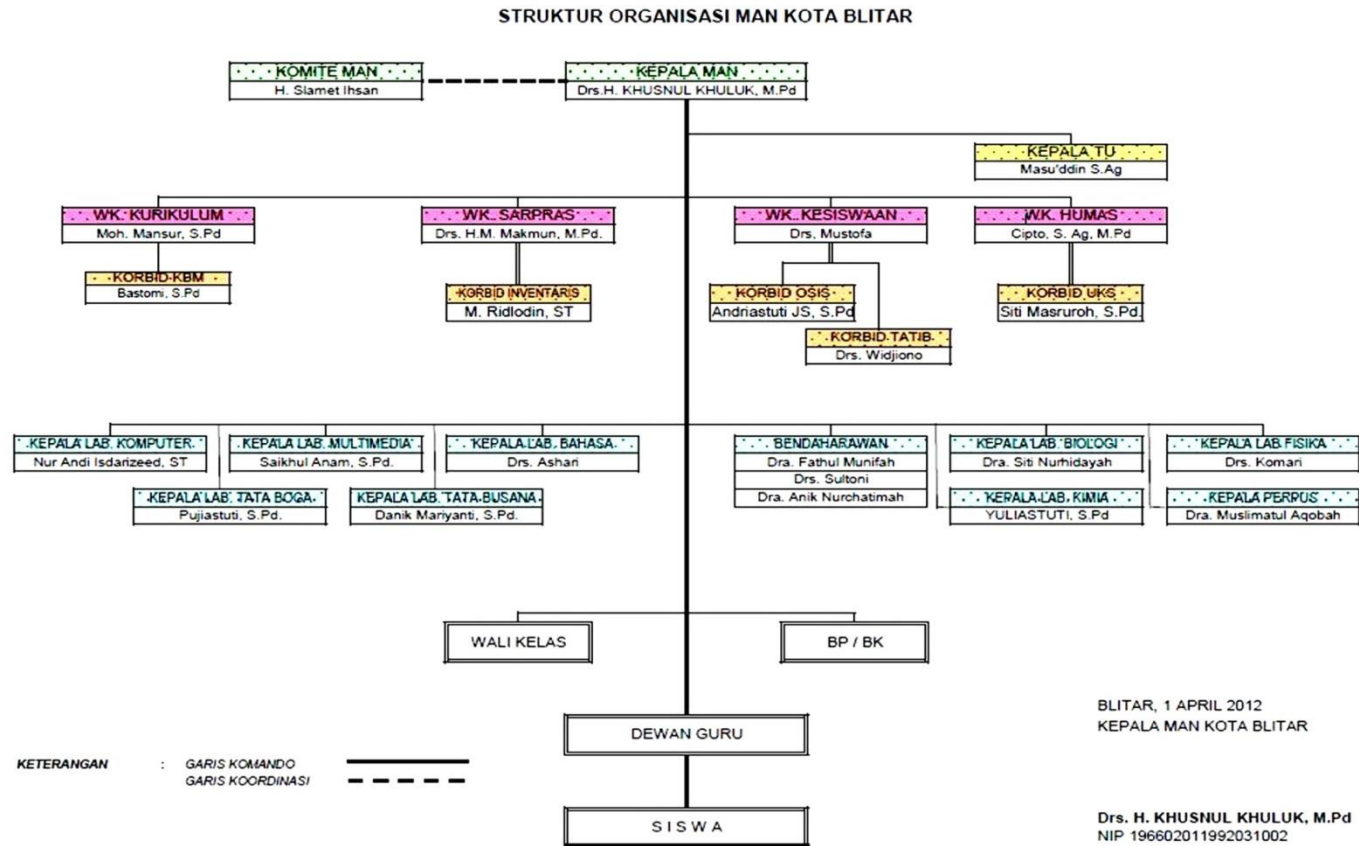 STRUKTUR ORGANISASI MAN KOTA BLITAR
KOMITE MAN
H. Slamet Ihsan
KEPALA MAN
Drs.H. KHUSNUL KHULUK, M.Pd
KEPALA TU
Masu'ddin S.Ag
WK. KURIKULUM
Moh. Mansur, S.Pd
WK. SARPRAS
Drs. H.M. Makmun, M.Pd.
WK. KESISWAAN
Drs, Mustofa
WK. HUMAS
Cipto, S. Ag, M.Pd
KORBID KBM
Bastomi, S.Pd
KORBID INVENTARIS
M. Ridlodin, ST
KORBID OSIS
Andriastuti JS, S.Pd
KORBID UKS
Siti Masruroh, S.Pd.
KORBID TATIB
Drs. Widjiono
KEPALA LAB. KOMPUTER
Nur Andi Isdarizeed, ST
KEPALA LAB. MULTIMEDIA
Saikhul Anam, S.Pd.
KEPALA LAB. BAHASA
Drs. Ashari
BENDAHARAWAN
Dra. Fathul Munifah
Drs. Sultoni
Dra. Anik Nurchatimah
KEPALA LAB. BIOLOGI
Dra. Siti Nurhidayah
KEPALA LAB. FISIKA
Drs. Komari
KEPALA LAB. TATA BOGA
Pujiastuti, S.Pd.
KEPALA LAB. TATA BUSANA
Danik Mariyanti, S.Pd.
KEPALA LAB. KIMIA
YULIASTUTI, S.Pd
KEPALA PERPUS
Dra. Muslimatul Aqobah
WALI KELAS
BP / BK
DEWAN GURU
S I S W A
KETERANGAN : GARIS KOMANDO
GARIS KOORDINASI
BLITAR, 1 APRIL 2012
KEPALA MAN KOTA BLITAR
Drs. H. KHUSNUL KHULUK, M.Pd
NIP 196602011992031002